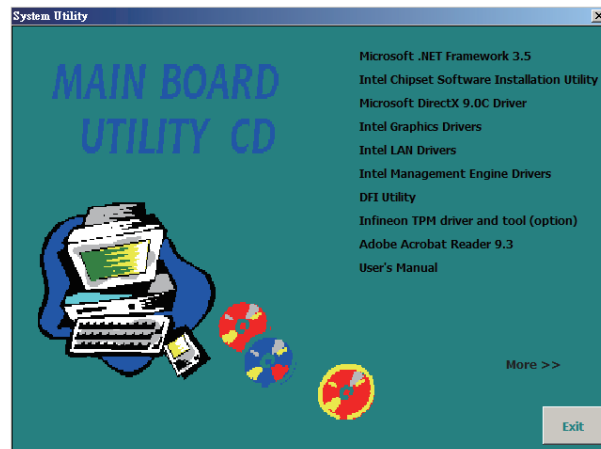 System Utility
MAIN BOARD
UTILITY CD
Microsoft .NET Framework 3.5
Intel Chipset Software Installation Utility
Microsoft DirectX 9.0C Driver
Intel Graphics Drivers
Intel LAN Drivers
Intel Management Engine Drivers
DFI Utility
Infineon TPM driver and tool (option)
Adobe Acrobat Reader 9.3
User's Manual
More >>
Exit